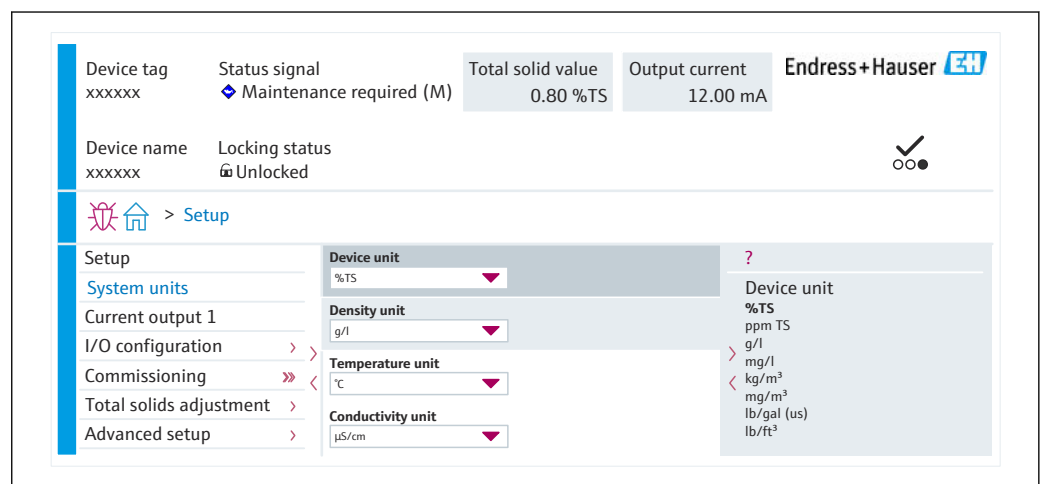 Device tag
xxxxxx
Status signal
Maintenance required (M)
Total solid value
0.80 %TS
Output current
12.00 mA
Endress+Hauser EH
Device name
xxxxxx
Locking status
Unlocked
> Setup
Setup
System units
Current output 1
I/O configuration >
Commissioning >>
Total solids adjustment >
Advanced setup >
>
<
Device unit
%TS
Density unit
g/l
Temperature unit
°C
Conductivity unit
µS/cm
?
Device unit
%TS
ppm TS
g/l
mg/l
kg/m³
mg/m³
lb/gal (us)
lb/ft³
>
<